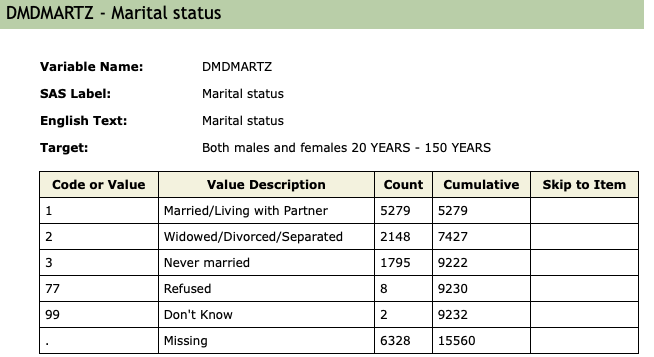 DMDMARTZ - Marital status
Variable Name: DMDMARTZ
SAS Label: Marital status
English Text: Marital status
Target: Both males and females 20 YEARS - 150 YEARS
Code or Value Value Description Count Cumulative Skip to Item
1 Married/Living with Partner 5279 5279
2 Widowed/Divorced/Separated 2148 7427
3 Never married 1795 9222
77 Refused 8 9230
99 Don't Know 2 9232
. Missing 6328 15560